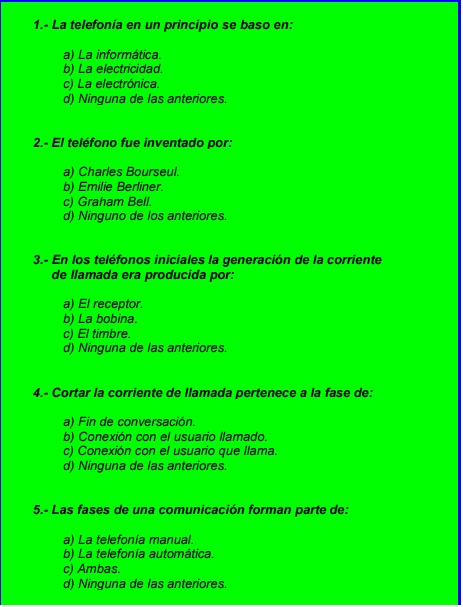 1.- La telefonía en un principio se baso en:
a) La informática.
b) La electricidad.
c) La electrónica.
d) Ninguna de las anteriores.
2.- El teléfono fue inventado por:
a) Charles Bourseul.
b) Emilie Berliner.
c) Graham Bell.
d) Ninguno de los anteriores.
3.- En los teléfonos iniciales la generación de la corriente
de llamada era producida por:
a) El receptor.
b) La bobina.
c) El timbre.
d) Ninguna de las anteriores.
4.- Cortar la corriente de llamada pertenece a la fase de:
a) Fin de conversación.
b) Conexión con el usuario llamado.
c) Conexión con el usuario que llama.
d) Ninguna de las anteriores.
5.- Las fases de una comunicación forman parte de:
a) La telefonía manual.
b) La telefonía automática.
c) Ambas.
d) Ninguna de las anteriores.